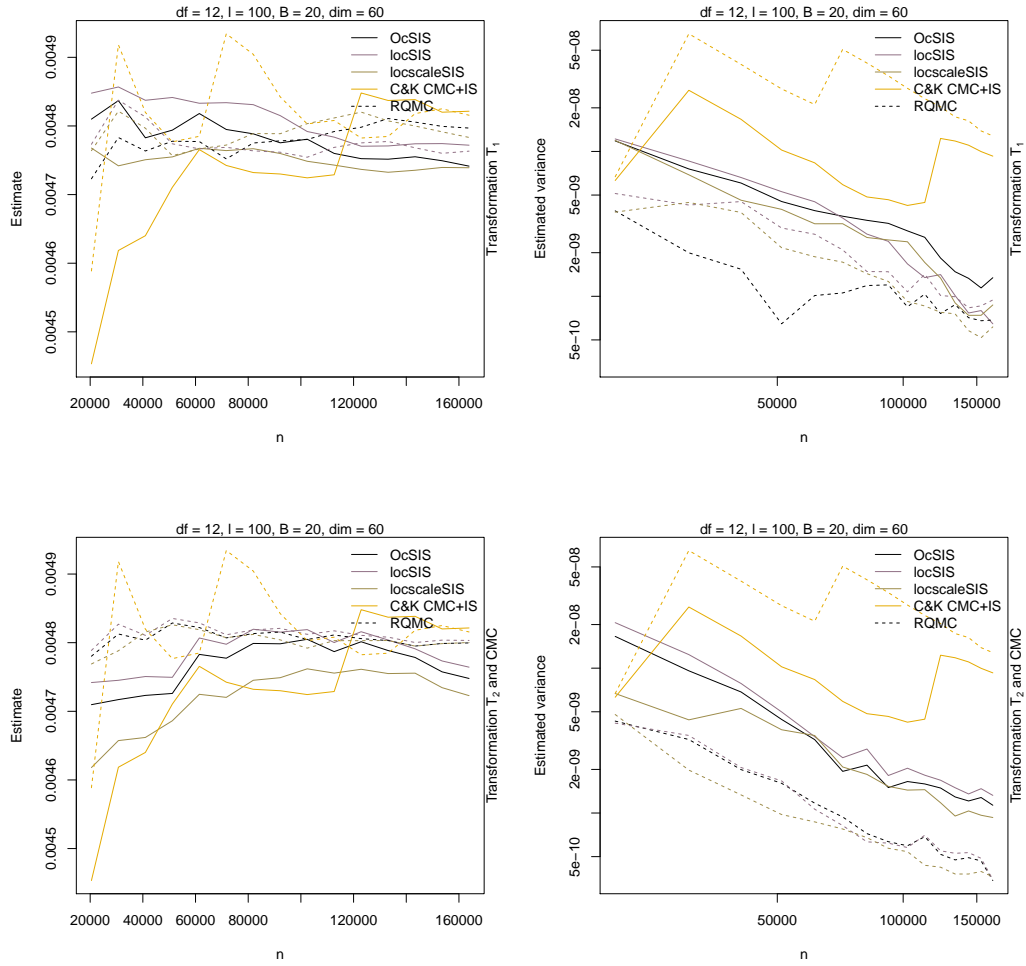 df = 12, l = 100, B = 20, dim = 60
OcSIS
locSIS
locscaleSIS
C&K CMC+IS
RQMC
0.0049
0.0048
0.0047
0.0046
0.0045
Estimate
Transformation T1
20000
40000
60000
80000
120000
160000
n
df = 12, l = 100, B = 20, dim = 60
OcSIS
locSIS
locscaleSIS
C&K CMC+IS
RQMC
5e−08
2e−08
5e−09
2e−09
5e−10
Estimated variance
Transformation T1
50000
100000
150000
n
df = 12, l = 100, B = 20, dim = 60
OcSIS
locSIS
locscaleSIS
C&K CMC+IS
RQMC
0.0049
0.0048
0.0047
0.0046
0.0045
Estimate
Transformation T2 and CMC
20000
40000
60000
80000
120000
160000
n
df = 12, l = 100, B = 20, dim = 60
OcSIS
locSIS
locscaleSIS
C&K CMC+IS
RQMC
5e−08
2e−08
5e−09
2e−09
5e−10
Estimated variance
Transformation T2 and CMC
50000
100000
150000
n